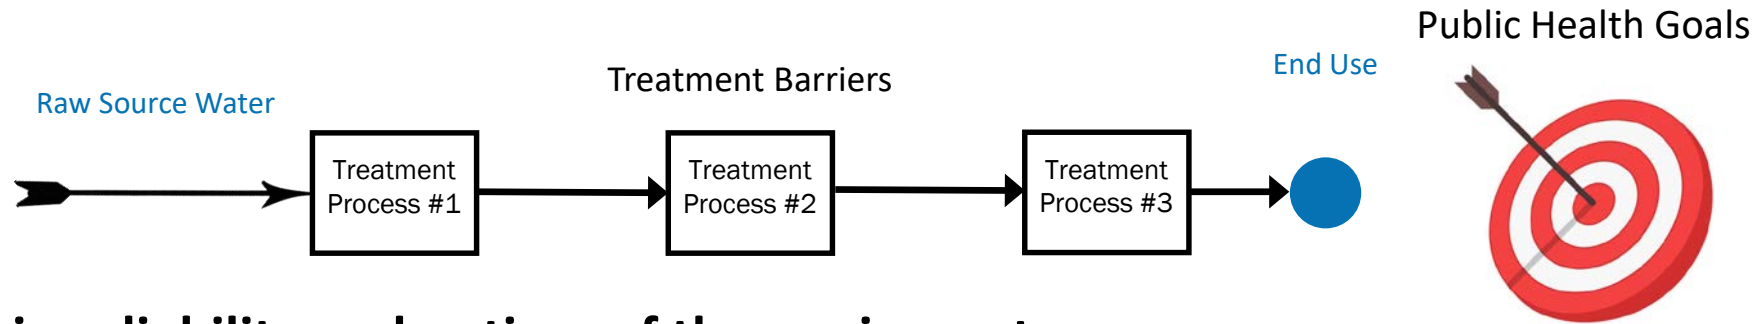 Public Health Goals
End Use
Treatment Barriers
Raw Source Water
Treatment
Process #1
Treatment
Process #2
Treatment
Process #3